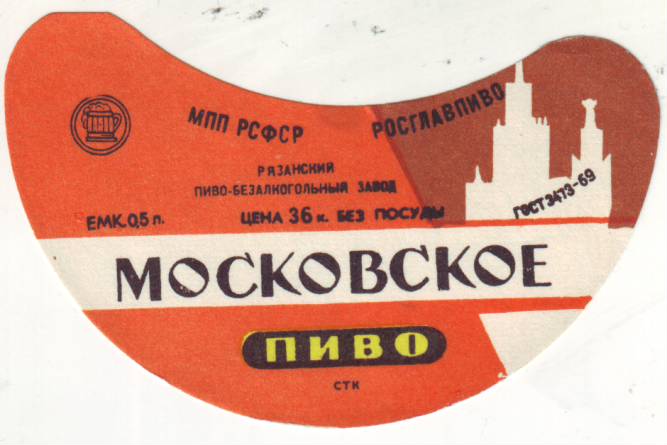 МПП РСФСР РОСГЛАВПИВО
РЯЗАНСКИЙ
ПИВО-БЕЗАЛКОГОЛЬНЫЙ ЗАВОД
ЕМК. 0,5 л. ЦЕНА 36 к. БЕЗ ПОСУДЫ
ГОСТ 3473-69
МОСКОВСКОЕ
ПИВО
СТК